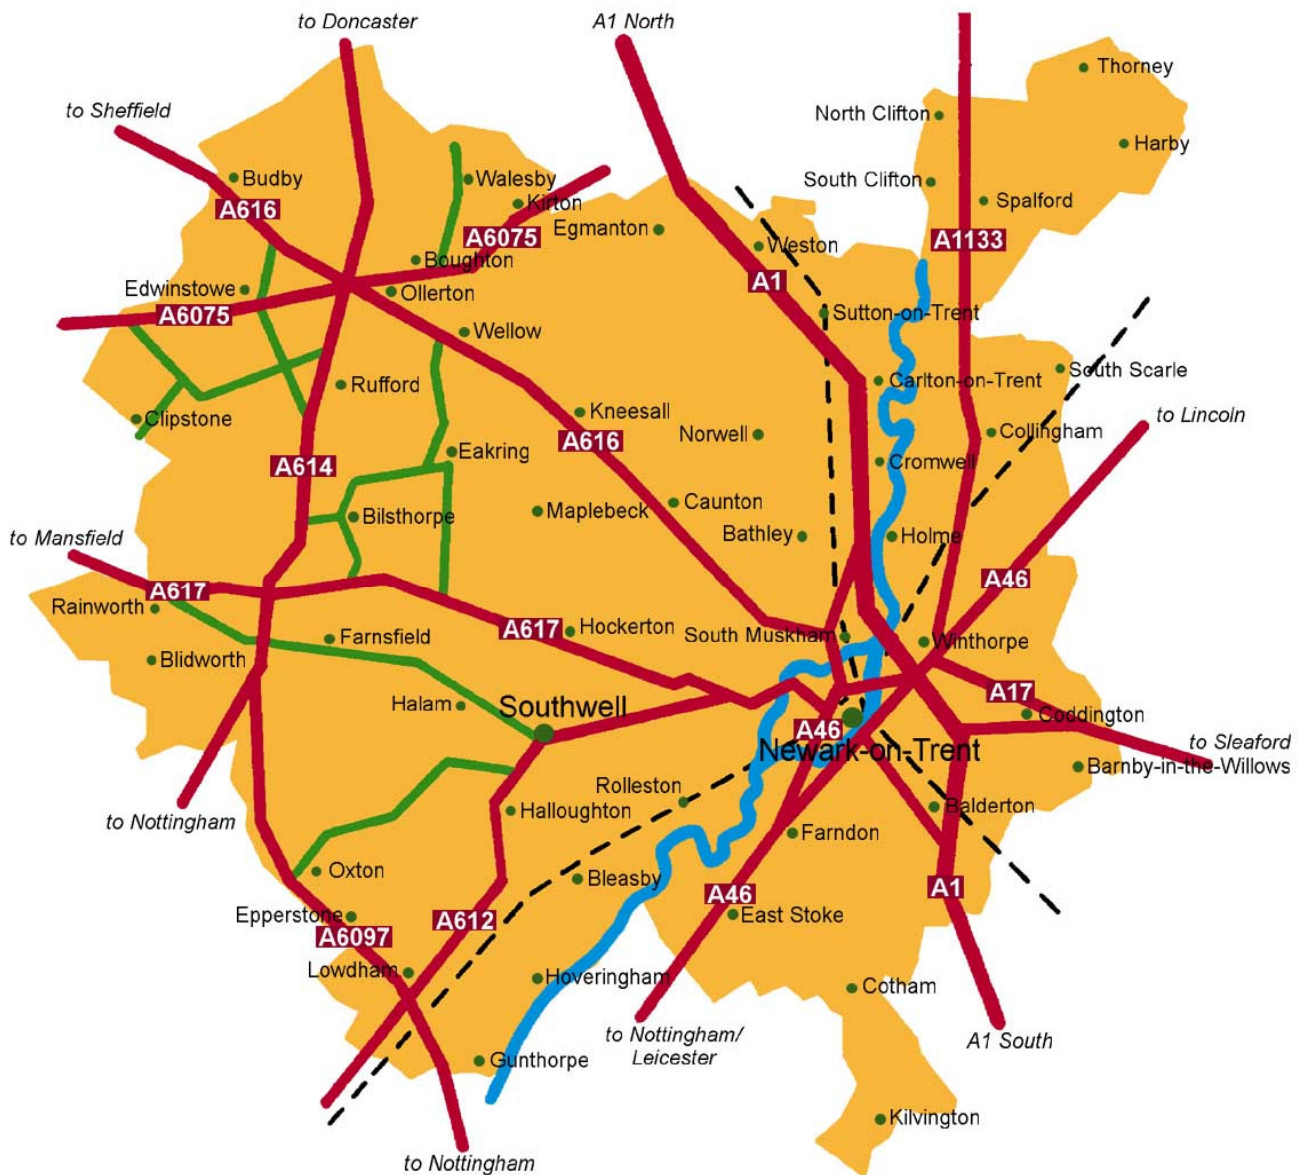 to Doncaster
A1 North
to Sheffield
Thorney
North Clifton
Harby
Budby
Walesby
South Clifton
A616
Kirton
Spalford
Egmanton
A6075
A1133
Weston
Boughton
A1
Edwinstowe
Ollerton
A6075
Sutton-on-Trent
Wellow
South Scarle
Rufford
Carlton-on-Trent
Clipstone
Kneesall
to Lincoln
Norwell
Collingham
A616
A614
Eakring
Cromwell
Caunton
Maplebeck
Bilsthorpe
Bathley
Holme
to Mansfield
A46
A617
Rainworth
Hockerton
A617
Farnsfield
South Muskham
Winthorpe
Blidworth
A17
Halam
Southwell
Coddington
A46
to Sleaford
Newark-on-Trent
Barnby-in-the-Willows
Rolleston
Balderton
Halloughton
to Nottingham
Farndon
Oxton
Bleasby
A1
A46
Epperstone
East Stoke
A612
A6097
Lowdham
Hoveringham
Cotham
to Nottingham/
Leicester
A1 South
Gunthorpe
Kilvington
to Nottingham